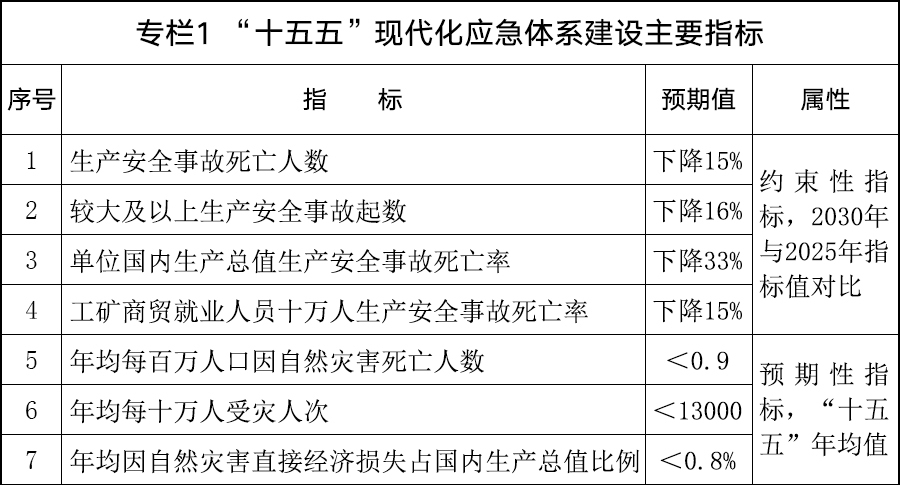 专栏1 “十五五”现代化应急体系建设主要指标
序号 指标 预期值 属性
1 生产安全事故死亡人数 下降15%
2 较大及以上生产安全事故起数 下降16%
3 单位国内生产总值生产安全事故死亡率 下降33%
4 工矿商贸就业人员十万人生产安全事故死亡率 下降15%
约束性指
标，2030年
与2025年指
标值对比
5 年均每百万人口因自然灾害死亡人数 <0.9
6 年均每十万人受灾人次 <13000
7 年均因自然灾害直接经济损失占国内生产总值比例 <0.8%
预期性指
标，“十五
五”年均值